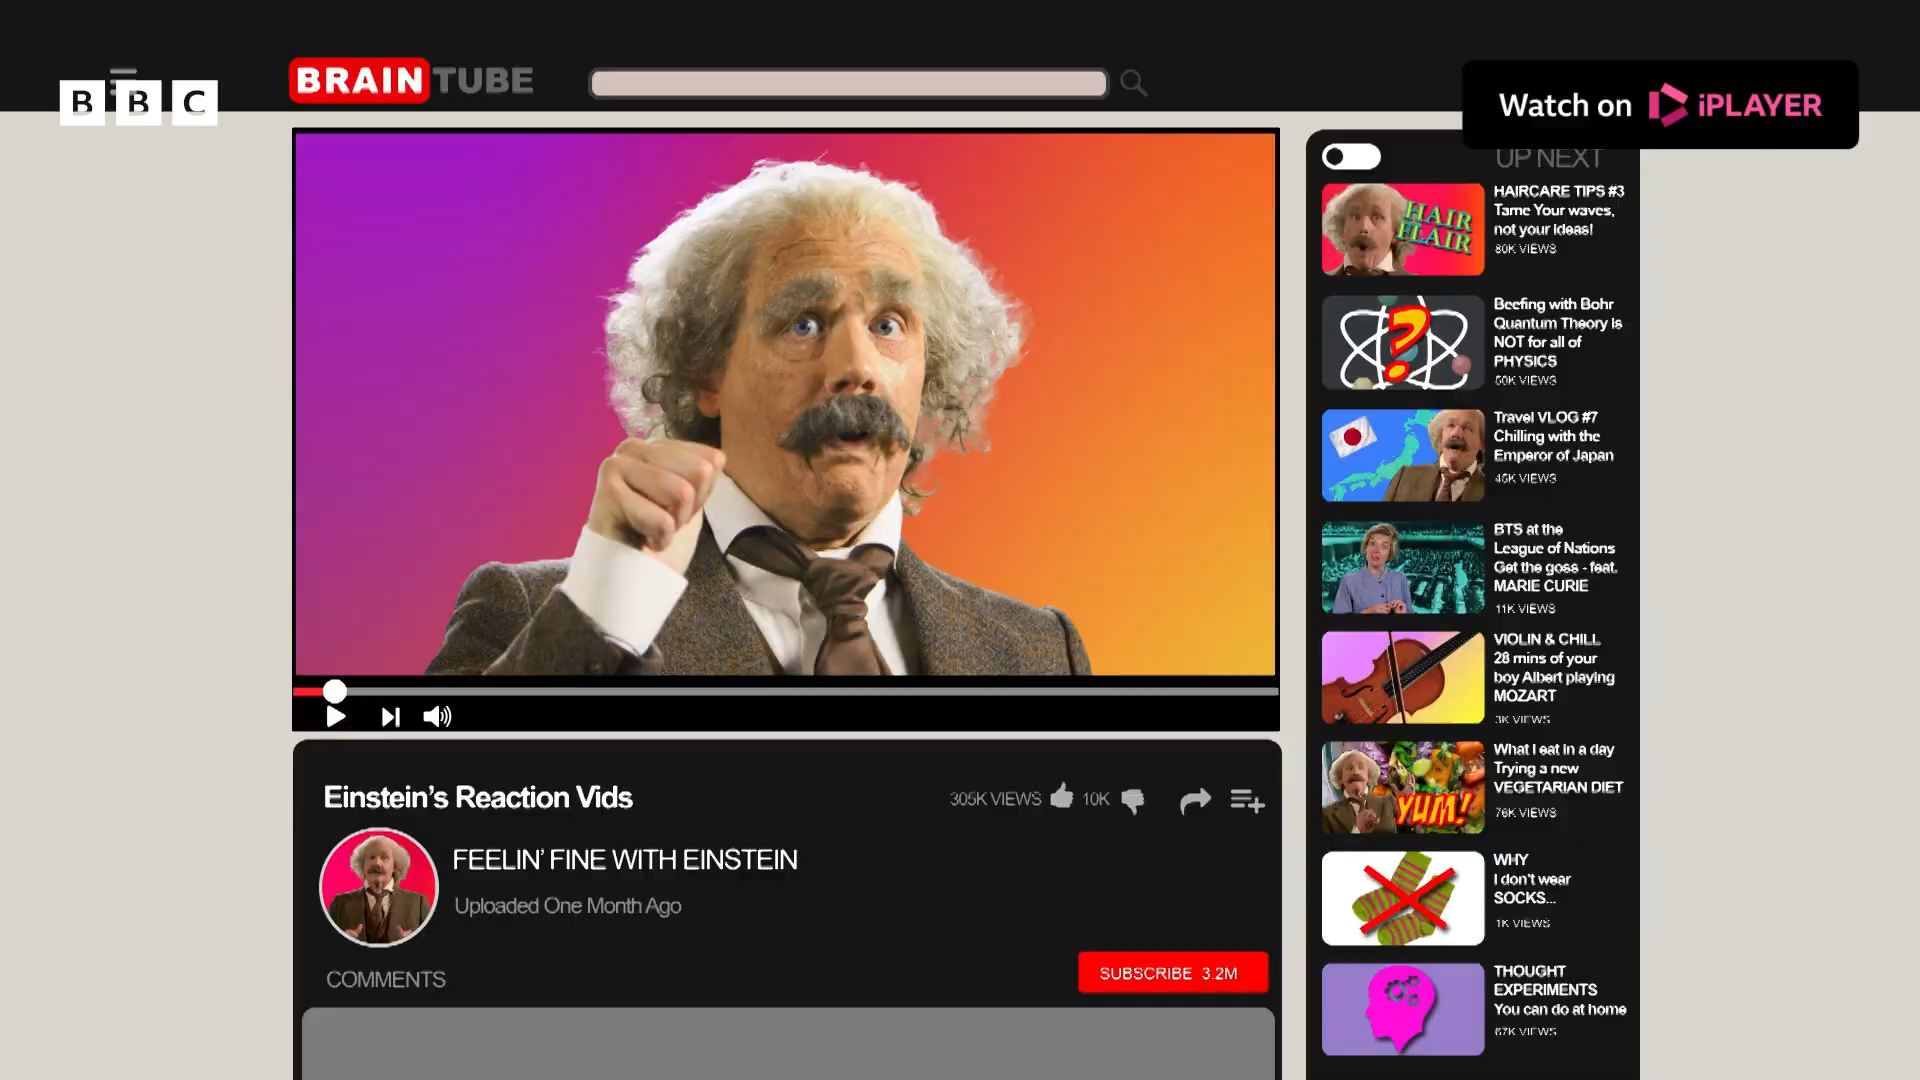 BBC
BRAINTUBE
Watch on iPLAYER
UP NEXT
HAIRCARE TIPS #3
Tame Your waves,
not your ideas!
80K VIEWS
HAIR
FLAIR
Beefing with Bohr
Quantum Theory is
NOT for all of
PHYSICS
50K VIEWS
?
Travel VLOG #7
Chilling with the
Emperor of Japan
45K VIEWS
BTS at the
League of Nations
Get the goss - feat.
MARIE CURIE
11K VIEWS
VIOLIN & CHILL
28 mins of your
boy Albert playing
MOZART
3K VIEWS
What I eat in a day
Trying a new
VEGETARIAN DIET
76K VIEWS
YUM!
WHY
I don't wear
SOCKS...
1K VIEWS
THOUGHT
EXPERIMENTS
You can do at home
67K VIEWS
Einstein's Reaction Vids
305K VIEWS 10K
FEELIN' FINE WITH EINSTEIN
Uploaded One Month Ago
SUBSCRIBE 3.2M
COMMENTS